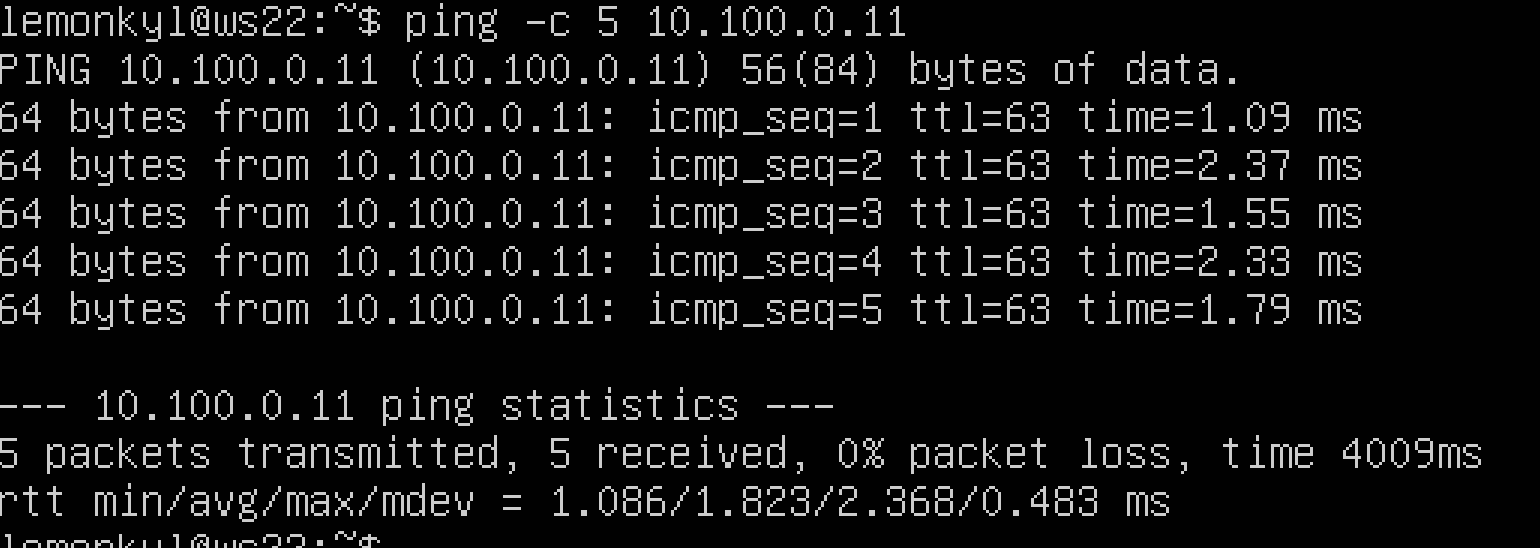 lemonkyl@ws22:~$ ping -c 5 10.100.0.11
PING 10.100.0.11 (10.100.0.11) 56(84) bytes of data.
64 bytes from 10.100.0.11: icmp_seq=1 ttl=63 time=1.09 ms
64 bytes from 10.100.0.11: icmp_seq=2 ttl=63 time=2.37 ms
64 bytes from 10.100.0.11: icmp_seq=3 ttl=63 time=1.55 ms
64 bytes from 10.100.0.11: icmp_seq=4 ttl=63 time=2.33 ms
64 bytes from 10.100.0.11: icmp_seq=5 ttl=63 time=1.79 ms
--- 10.100.0.11 ping statistics ---
5 packets transmitted, 5 received, 0% packet loss, time 4009ms
rtt min/avg/max/mdev = 1.086/1.823/2.368/0.483 ms
lemonkyl@ws22:~$